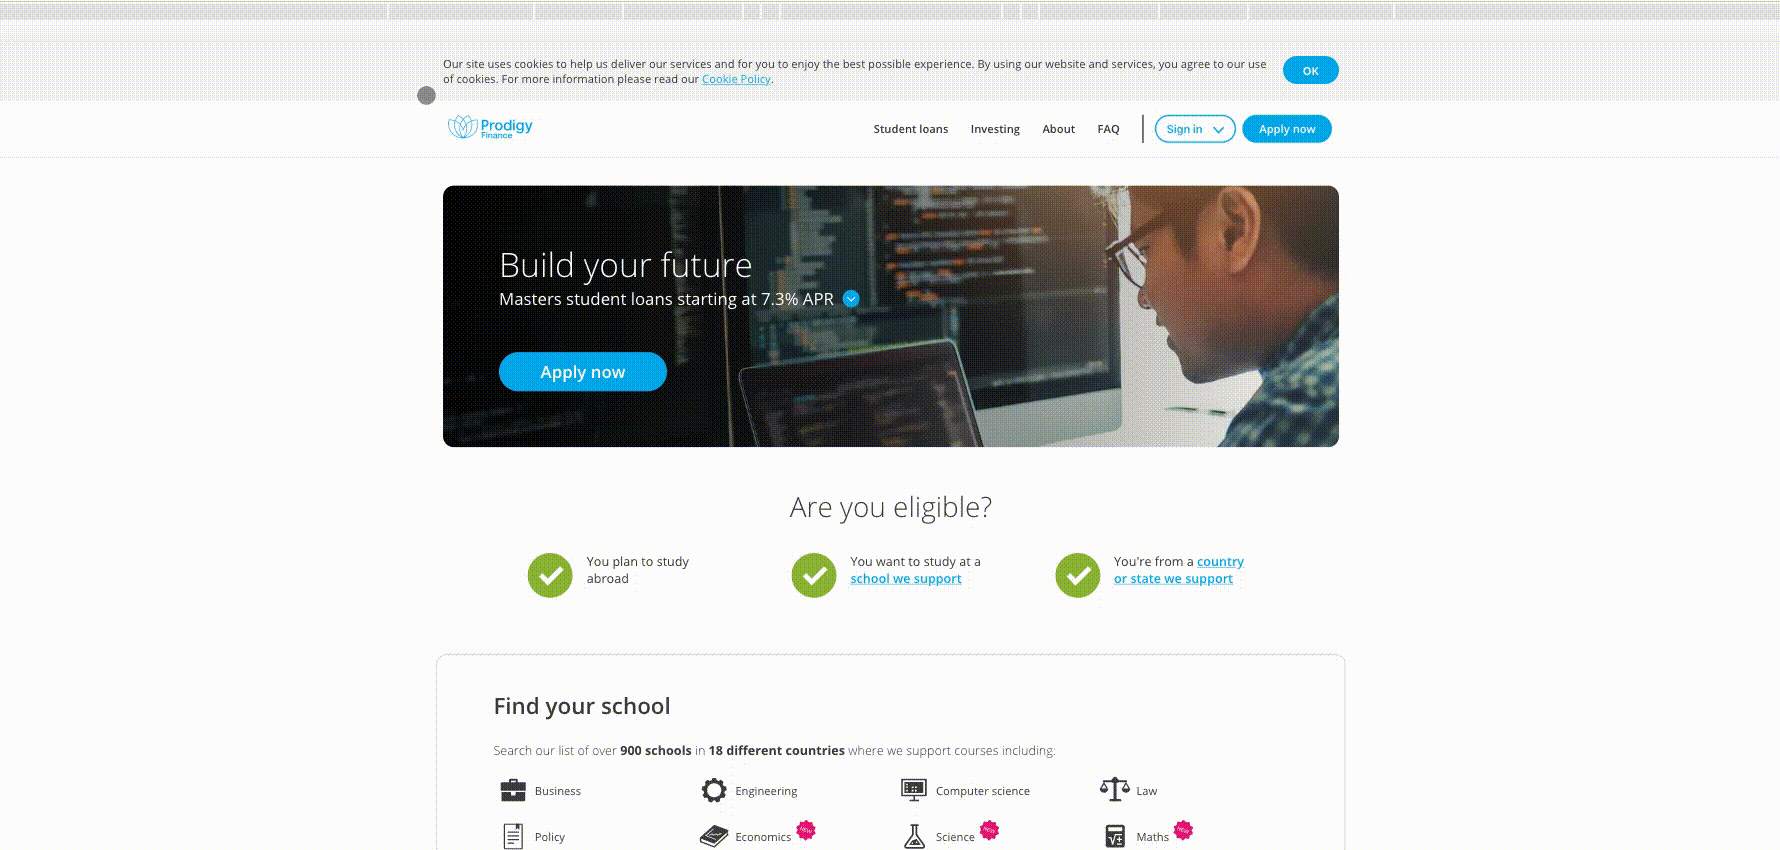 Our site uses cookies to help us deliver our services and for you to enjoy the best possible experience. By using our website and services, you agree to our use
of cookies. For more information please read our Cookie Policy.
OK
Prodigy
Finance
Student loans
Investing
About
FAQ
Sign in
Apply now
Build your future
Masters student loans starting at 7.3% APR
Apply now
Are you eligible?
You plan to study
abroad
You want to study at a
school we support
You're from a country
or state we support
Find your school
Search our list of over 900 schools in 18 different countries where we support courses including:
Business
Engineering
Computer science
Law
Policy
Economics
NEW
Science
NEW
Maths
NEW